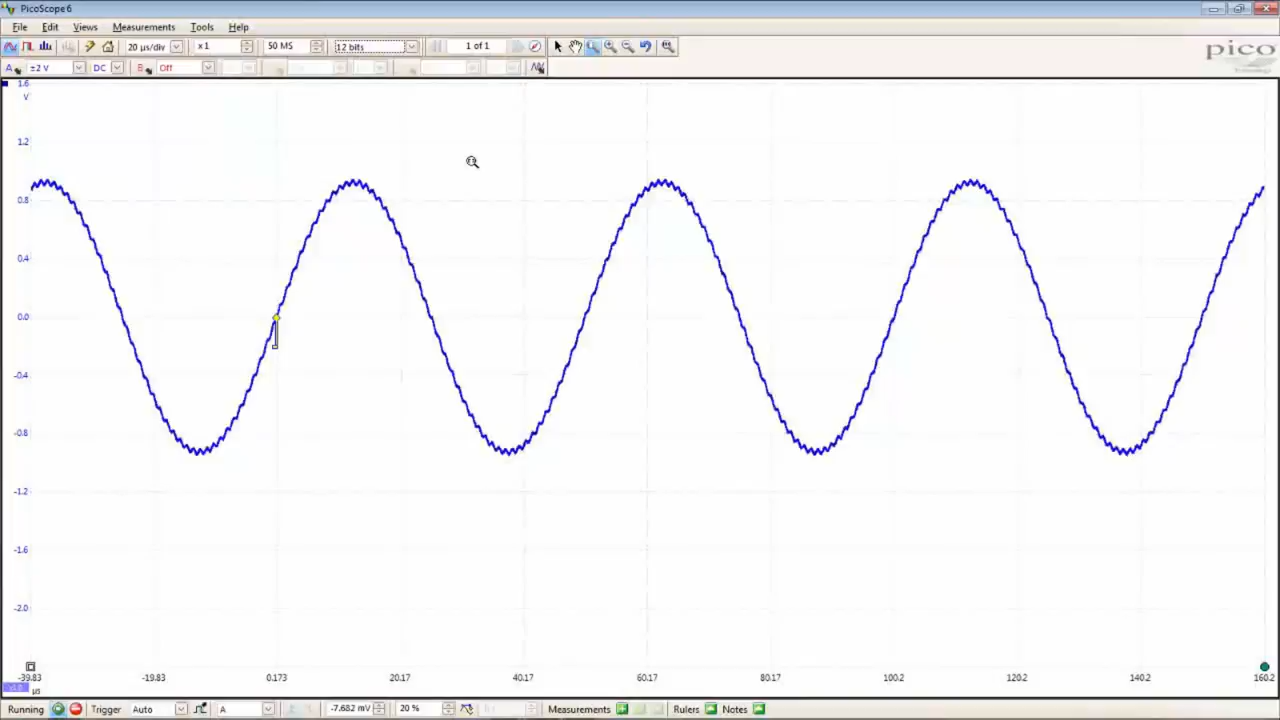 PicoScope 6
File Edit Views Measurements Tools Help
20 µs/div x 1 50 MS 12 bits 1 of 1
pico
Technology
A ±2 V DC B Off
1.6
V
1.2
0.8
0.4
0.0
-0.4
-0.8
-1.2
-1.6
-2.0
-39.83 -19.83 0.173 20.17 40.17 60.17 80.17 100.2 120.2 140.2 160.2
µs
Running Trigger Auto A -7.682 mV 20 % Measurements Rulers Notes